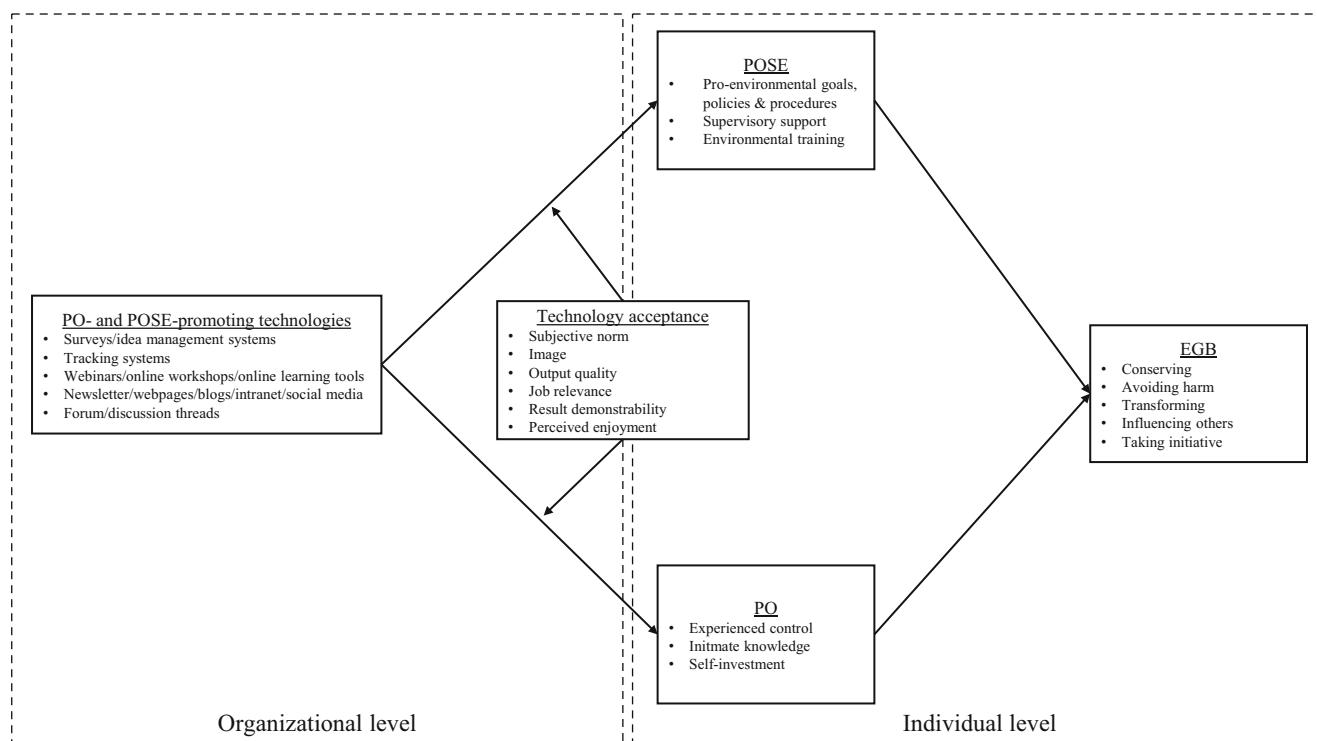 POSE
• Pro-environmental goals,
policies & procedures
• Supervisory support
• Environmental training
PO- and POSE-promoting technologies
• Surveys/idea management systems
• Tracking systems
• Webinars/online workshops/online learning tools
• Newsletter/webpages/blogs/intranet/social media
• Forum/discussion threads
Technology acceptance
• Subjective norm
• Image
• Output quality
• Job relevance
• Result demonstrability
• Perceived enjoyment
EGB
• Conserving
• Avoiding harm
• Transforming
• Influencing others
• Taking initiative
PO
• Experienced control
• Initmate knowledge
• Self-investment
Organizational level
Individual level